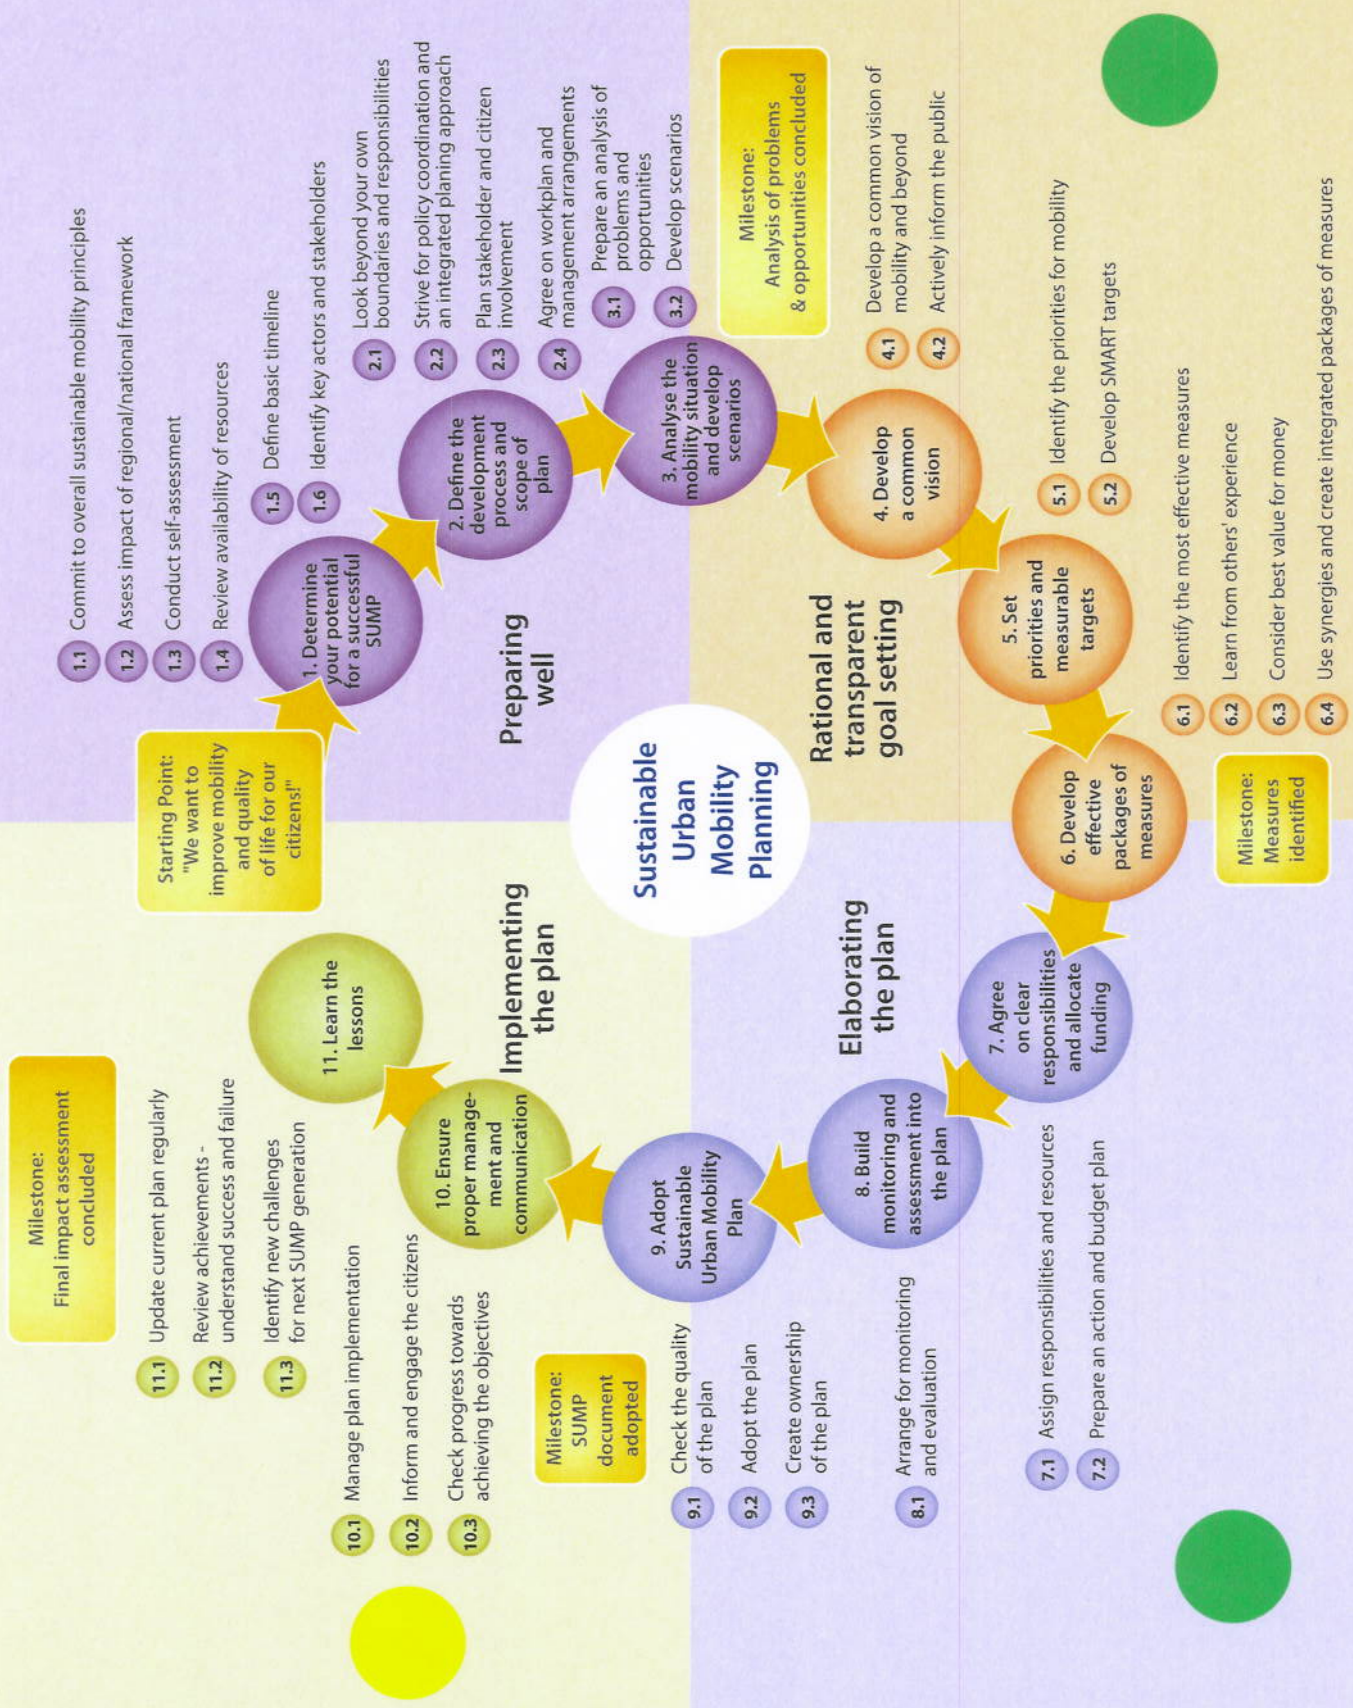 Starting Point:
"We want to
improve mobility
and quality
of life for our
citizens!"
1.1 Commit to overall sustainable mobility principles
1.2 Assess impact of regional/national framework
1.3 Conduct self-assessment
1.4 Review availability of resources
1.5 Define basic timeline
1.6 Identify key actors and stakeholders
1. Determine
your potential
for a successful
SUMP
2.1 Look beyond your own
boundaries and responsibilities
2.2 Strive for policy coordination and
an integrated planing approach
2.3 Plan stakeholder and citizen
involvement
2.4 Agree on workplan and
management arrangements
2. Define the
development
process and
scope of
plan
3.1 Prepare an analysis of
problems and
opportunities
3.2 Develop scenarios
3. Analyse the
mobility situation
and develop
scenarios
Preparing
well
Milestone:
Analysis of problems
& opportunities concluded
4.1 Develop a common vision of
mobility and beyond
4.2 Actively inform the public
4. Develop
a common
vision
5.1 Identify the priorities for mobility
5.2 Develop SMART targets
5. Set
priorities and
measurable
targets
Rational and
transparent
goal setting
6.1 Identify the most effective measures
6.2 Learn from others' experience
6.3 Consider best value for money
6.4 Use synergies and create integrated packages of measures
6. Develop
effective
packages of
measures
Milestone:
Measures
identified
Sustainable
Urban
Mobility
Planning
Elaborating
the plan
7. Agree
on clear
responsibilities
and allocate
funding
7.1 Assign responsibilities and resources
7.2 Prepare an action and budget plan
8. Build
monitoring and
assessment into
the plan
8.1 Arrange for monitoring
and evaluation
9. Adopt
Sustainable
Urban Mobility
Plan
9.1 Check the quality
of the plan
9.2 Adopt the plan
9.3 Create ownership
of the plan
Milestone:
SUMP
document
adopted
Implementing
the plan
10. Ensure
proper manage-
ment and
communication
10.1 Manage plan implementation
10.2 Inform and engage the citizens
10.3 Check progress towards
achieving the objectives
11. Learn the
lessons
11.1 Update current plan regularly
11.2 Review achievements -
understand success and failure
11.3 Identify new challenges
for next SUMP generation
Milestone:
Final impact assessment
concluded